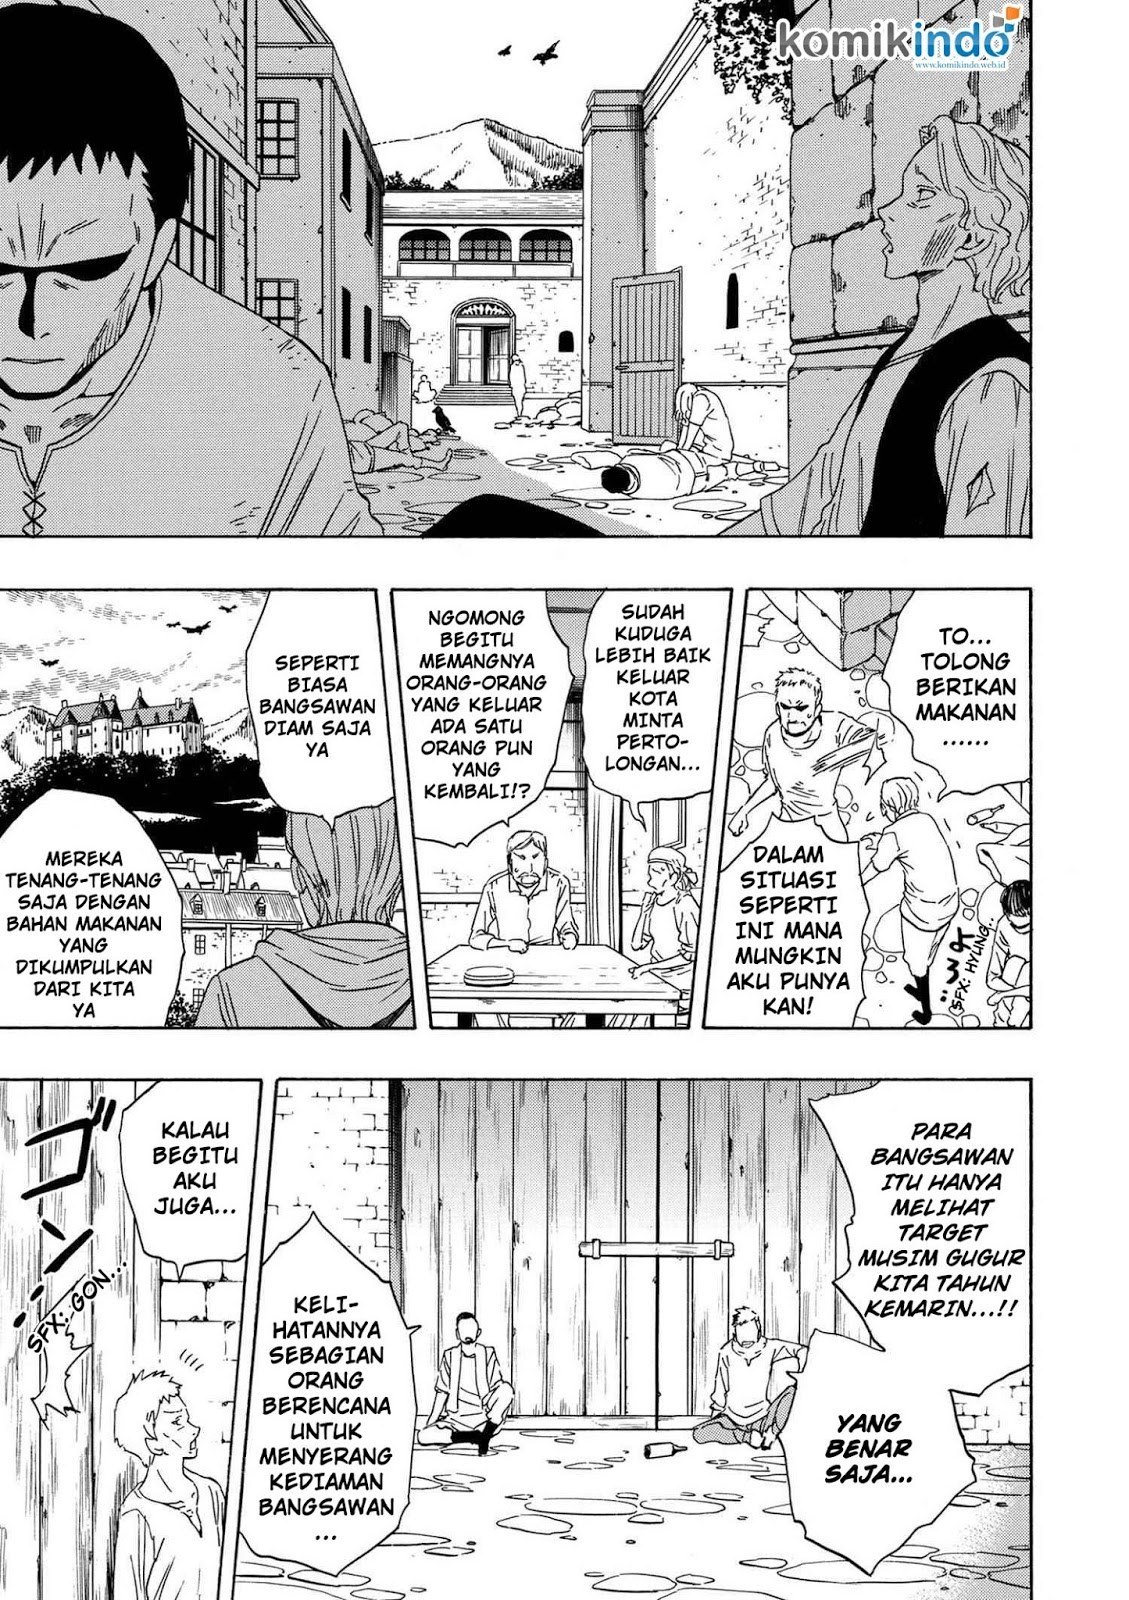 komikindo
www.komikindo.web.id
TO...
TOLONG
BERIKAN
MAKANAN
......
DALAM
SITUASI
SEPERTI
INI MANA
MUNGKIN
AKU PUNYA
KAN!
SFX: HYUNG..
SUDAH
KUDUGA
LEBIH BAIK
KELUAR
KOTA
MINTA
PERTO-
LONGAN...
NGOMONG
BEGITU
MEMANGNYA
ORANG-ORANG
YANG KELUAR
ADA SATU
ORANG PUN
YANG
KEMBALI!?
SEPERTI
BIASA
BANGSAWAN
DIAM SAJA
YA
MEREKA
TENANG-TENANG
SAJA DENGAN
BAHAN MAKANAN
YANG
DIKUMPULKAN
DARI KITA
YA
PARA
BANGSAWAN
ITU HANYA
MELIHAT
TARGET
MUSIM GUGUR
KITA TAHUN
KEMARIN...!!
YANG
BENAR
SAJA...
KELI-
HATANNYA
SEBAGIAN
ORANG
BERENCANA
UNTUK
MENYERANG
KEDIAMAN
BANGSAWAN
...
KALAU
BEGITU
AKU
JUGA...
ゴン
SFX: GON...